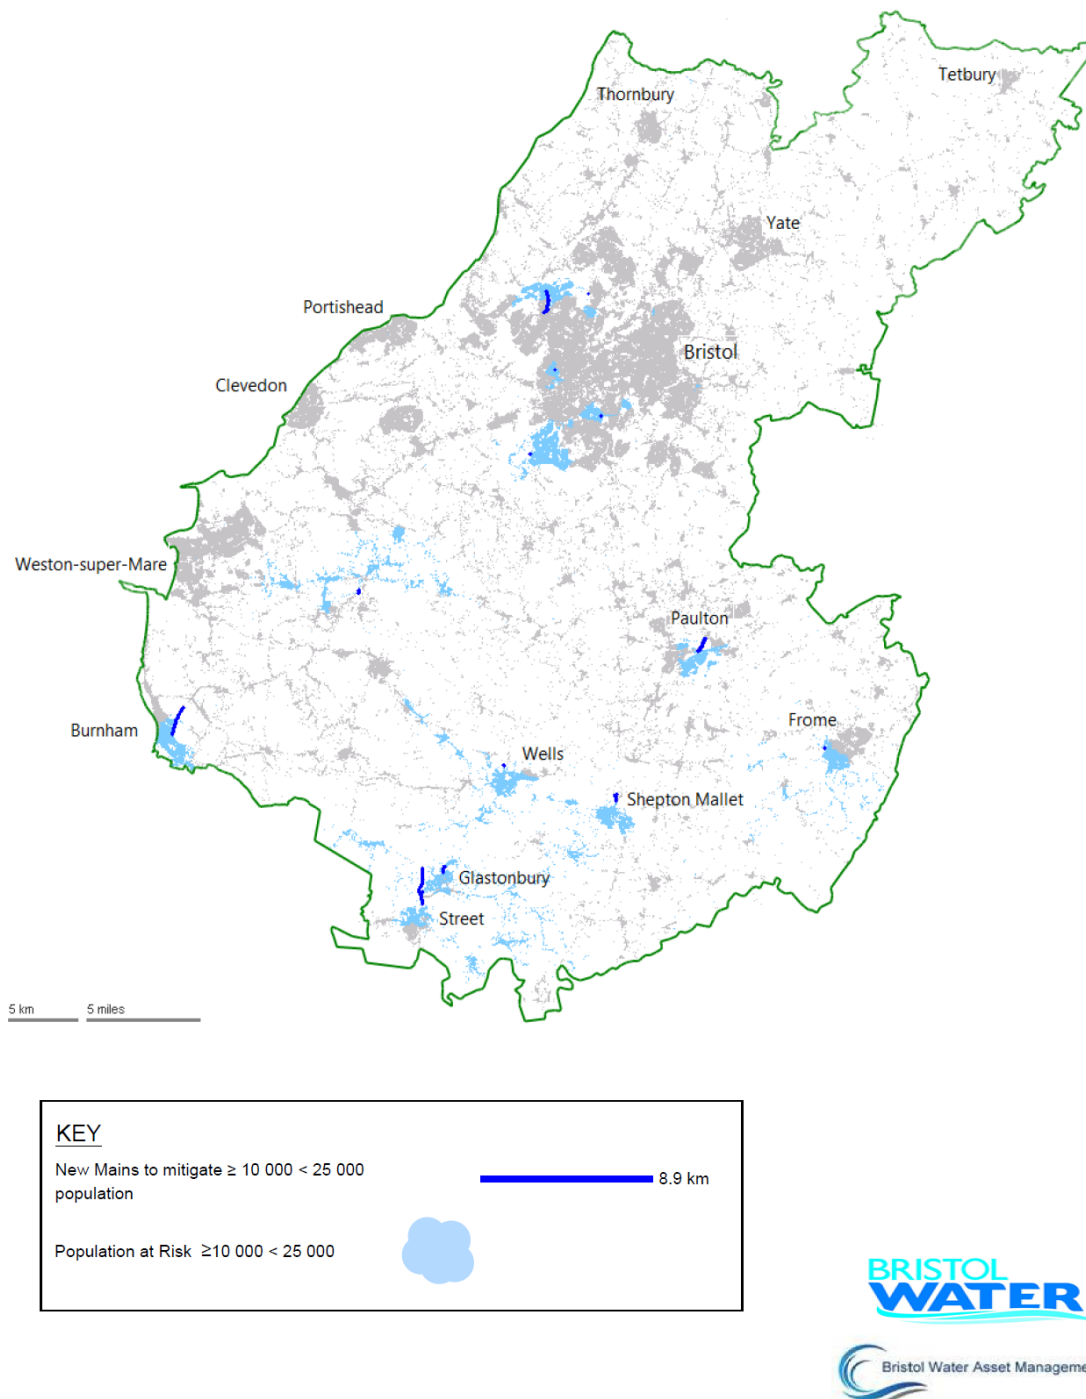 Tetbury
Thornbury
Yate
Portishead
Bristol
Clevedon
Weston-super-Mare
Paulton
Burnham
Frome
Wells
Shepton Mallet
Glastonbury
Street
5 km 5 miles
KEY
New Mains to mitigate ≥ 10 000 < 25 000
population
8.9 km
Population at Risk ≥10 000 < 25 000
BRISTOL
WATER
Bristol Water Asset Manageme